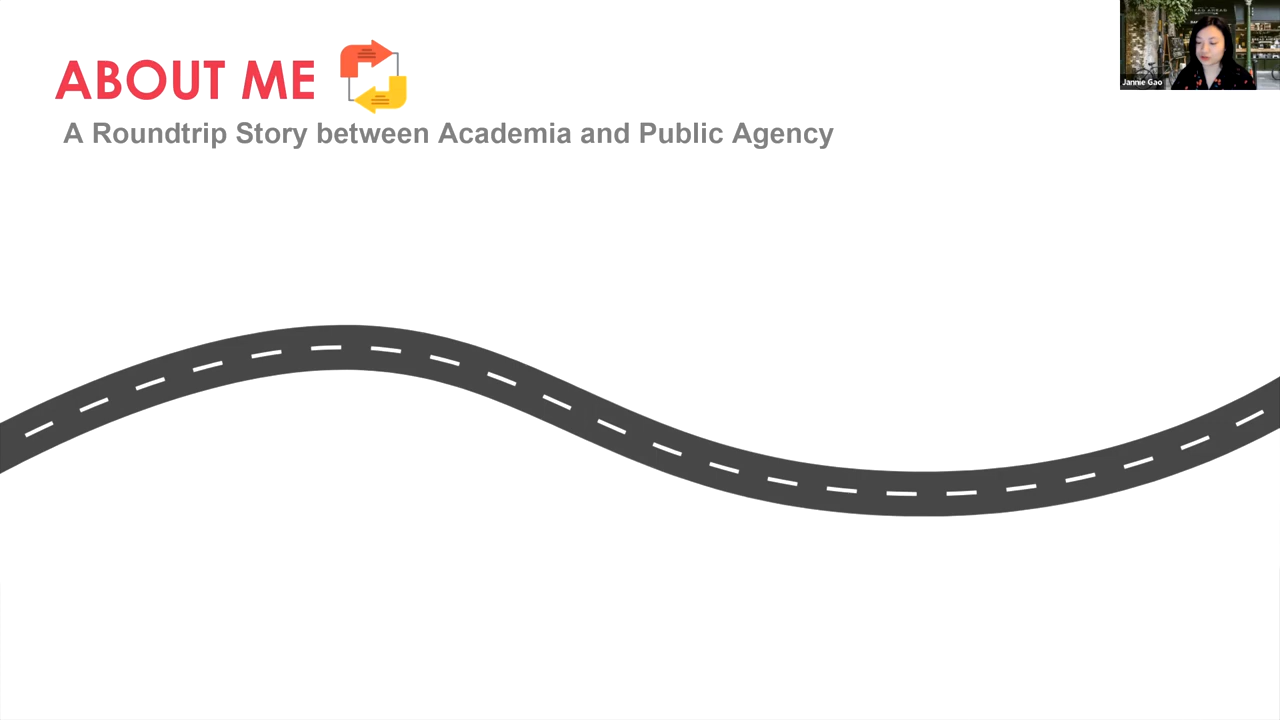 ABOUT ME
A Roundtrip Story between Academia and Public Agency
Jannie Gao